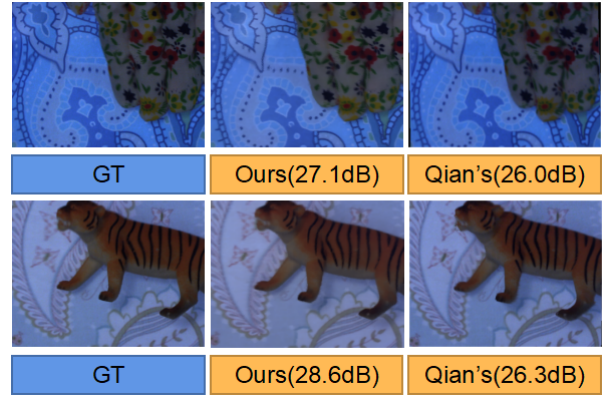 GT
Ours(27.1dB)
Qian's(26.0dB)
GT
Ours(28.6dB)
Qian's(26.3dB)